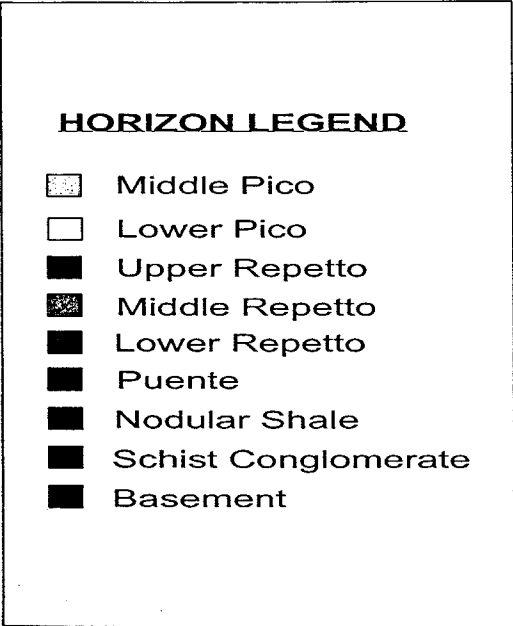 HORIZON LEGEND
Middle Pico
Lower Pico
Upper Repetto
Middle Repetto
Lower Repetto
Puente
Nodular Shale
Schist Conglomerate
Basement